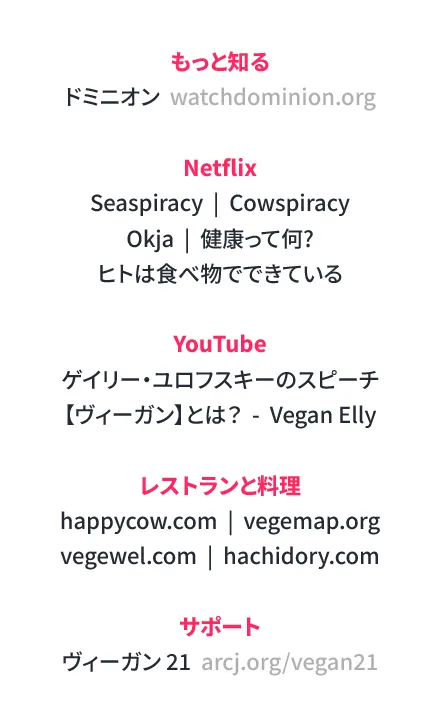 もっと知る
ドミニオン watchdominion.org
Netflix
Seaspiracy | Cowspiracy
Okja | 健康って何?
ヒトは食べ物でできている
YouTube
ゲイリー・ユロフスキーのスピーチ
【ヴィーガン】とは？ - Vegan Elly
レストランと料理
happycow.com | vegemap.org
vegewel.com | hachidory.com
サポート
ヴィーガン 21 arcj.org/vegan21